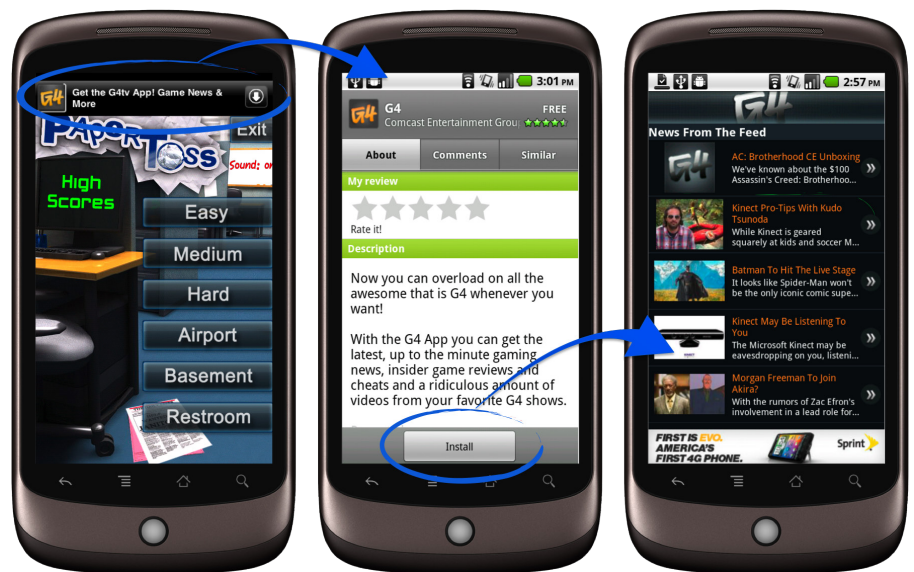 G4
Get the G4tv App! Game News &
More
PAPER
TOSS
Exit
Sound: on
High
Scores
Easy
Medium
Hard
Airport
Basement
Restroom
3:01 PM
G4
G4
FREE
Comcast Entertainment Grou
About
Comments
Similar
My review
Rate it!
Description
Now you can overload on all the
awesome that is G4 whenever you
want!
With the G4 App you can get the
latest, up to the minute gaming
news, insider game reviews and
cheats and a ridiculous amount of
videos from your favorite G4 shows.
Install
2:57 PM
G4
News From The Feed
G4
AC: Brotherhood CE Unboxing
We've known about the $100
Assassin's Creed: Brotherhoo...
Kinect Pro-Tips With Kudo
Tsunoda
While Kinect is geared
squarely at kids and soccer M...
Batman To Hit The Live Stage
It looks like Spider-Man won't
be the only iconic comic supe...
Kinect May Be Listening To
You
The Microsoft Kinect may be
eavesdropping on you, listeni...
Morgan Freeman To Join
Akira?
With the rumors of Zac Efron's
involvement in a lead role for...
FIRST IS EVO.
AMERICA'S
FIRST 4G PHONE.
Sprint